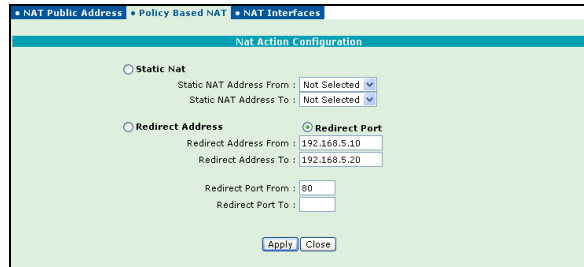 • NAT Public Address • Policy Based NAT • NAT Interfaces
Nat Action Configuration
Static Nat
Static NAT Address From : Not Selected
Static NAT Address To : Not Selected
Redirect Address Redirect Port
Redirect Address From : 192.168.5.10
Redirect Address To : 192.168.5.20
Redirect Port From : 80
Redirect Port To :
Apply Close